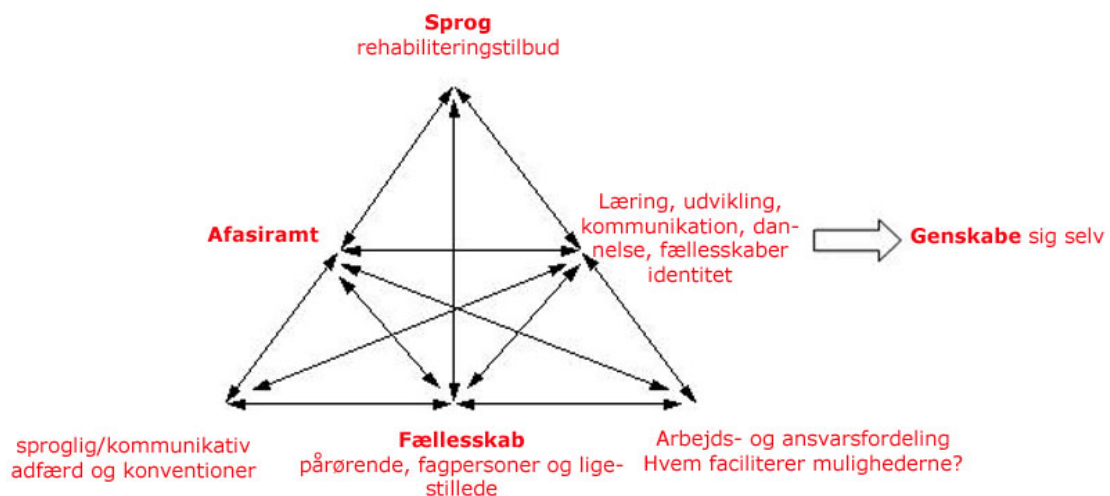 Sprog
rehabiliteringstilbud
Afasiramt
Læring, udvikling,
kommunikation, dan-
nelse, fællesskaber
identitet
Genskabe sig selv
sproglig/kommunikativ
adfærd og konventioner
Fællesskab
pårørende, fagpersoner og lige-
stillede
Arbejds- og ansvarsfordeling
Hvem faciliterer mulighederne?